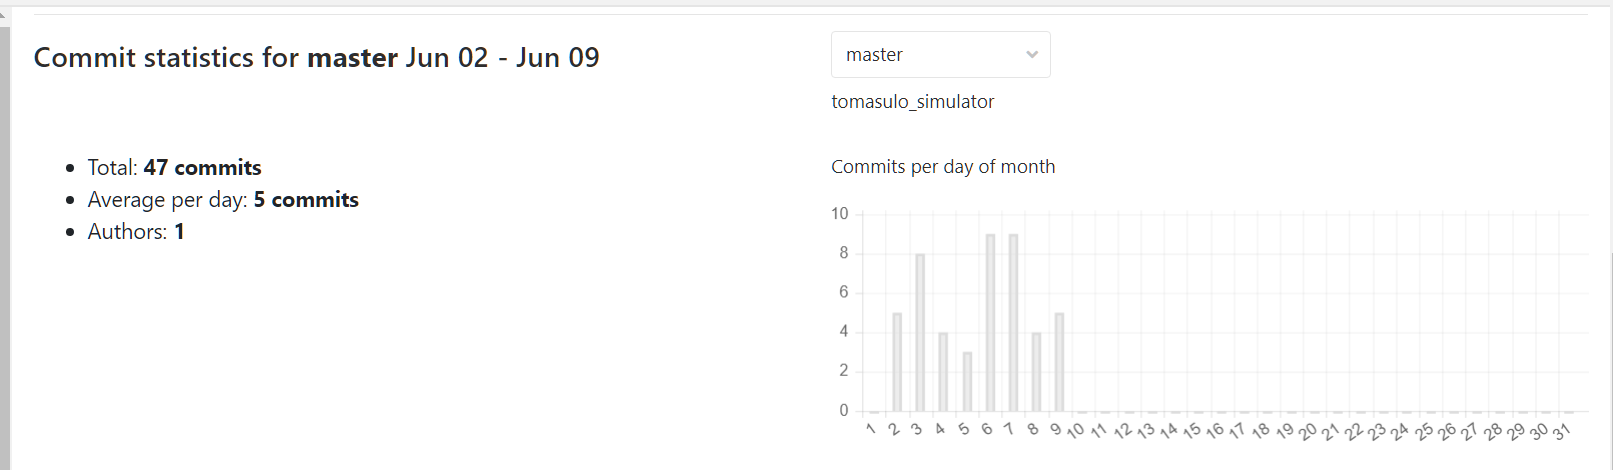 Commit statistics for master Jun 02 - Jun 09
master
tomasulo_simulator
Total: 47 commits
Average per day: 5 commits
Authors: 1
Commits per day of month
10
8
6
4
2
0
1 2 3 4 5 6 7 8 9 10 11 12 13 14 15 16 17 18 19 20 21 22 23 24 25 26 27 28 29 30 31